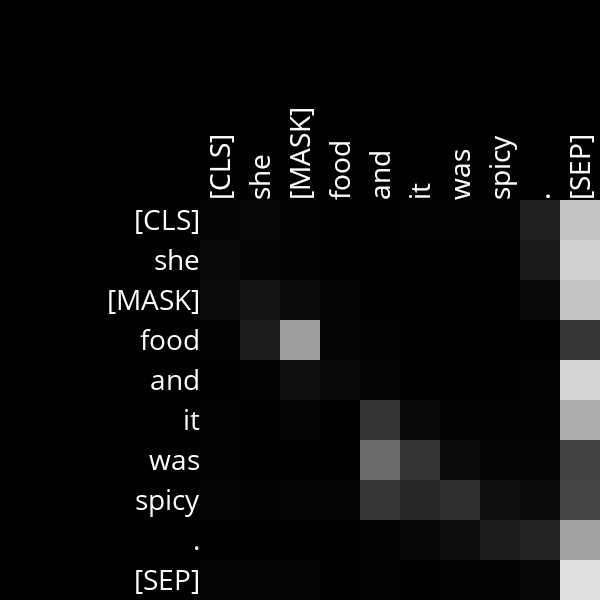 [CLS] she [MASK] food and it was spicy . [SEP]
[CLS]
she
[MASK]
food
and
it
was
spicy
.
[SEP]